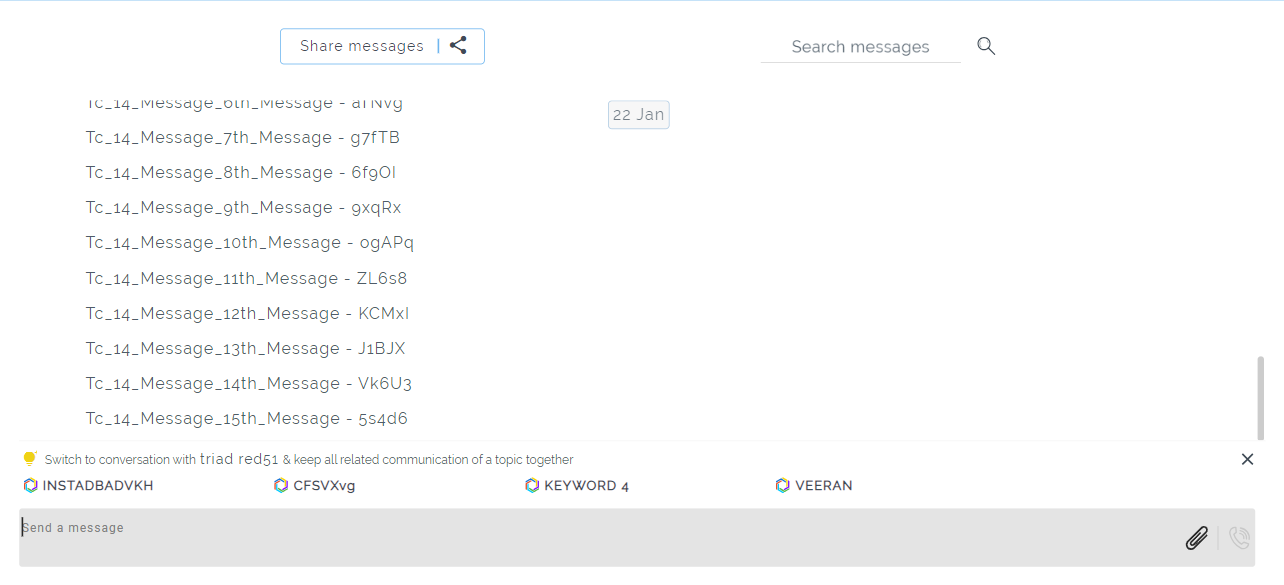 Share messages
Search messages
22 Jan
Tc_14_Message_6th_Message - aTNvg
Tc_14_Message_7th_Message - g7fTB
Tc_14_Message_8th_Message - 6f9OI
Tc_14_Message_9th_Message - 9xqRx
Tc_14_Message_10th_Message - 0gAPq
Tc_14_Message_11th_Message - ZL6s8
Tc_14_Message_12th_Message - KCMxI
Tc_14_Message_13th_Message - J1BJX
Tc_14_Message_14th_Message - Vk6U3
Tc_14_Message_15th_Message - 5s4d6
Switch to conversation with triad red51 & keep all related communication of a topic together
INSTADBADVKH CFSVXvg KEYWORD 4 VEERAN
Send a message